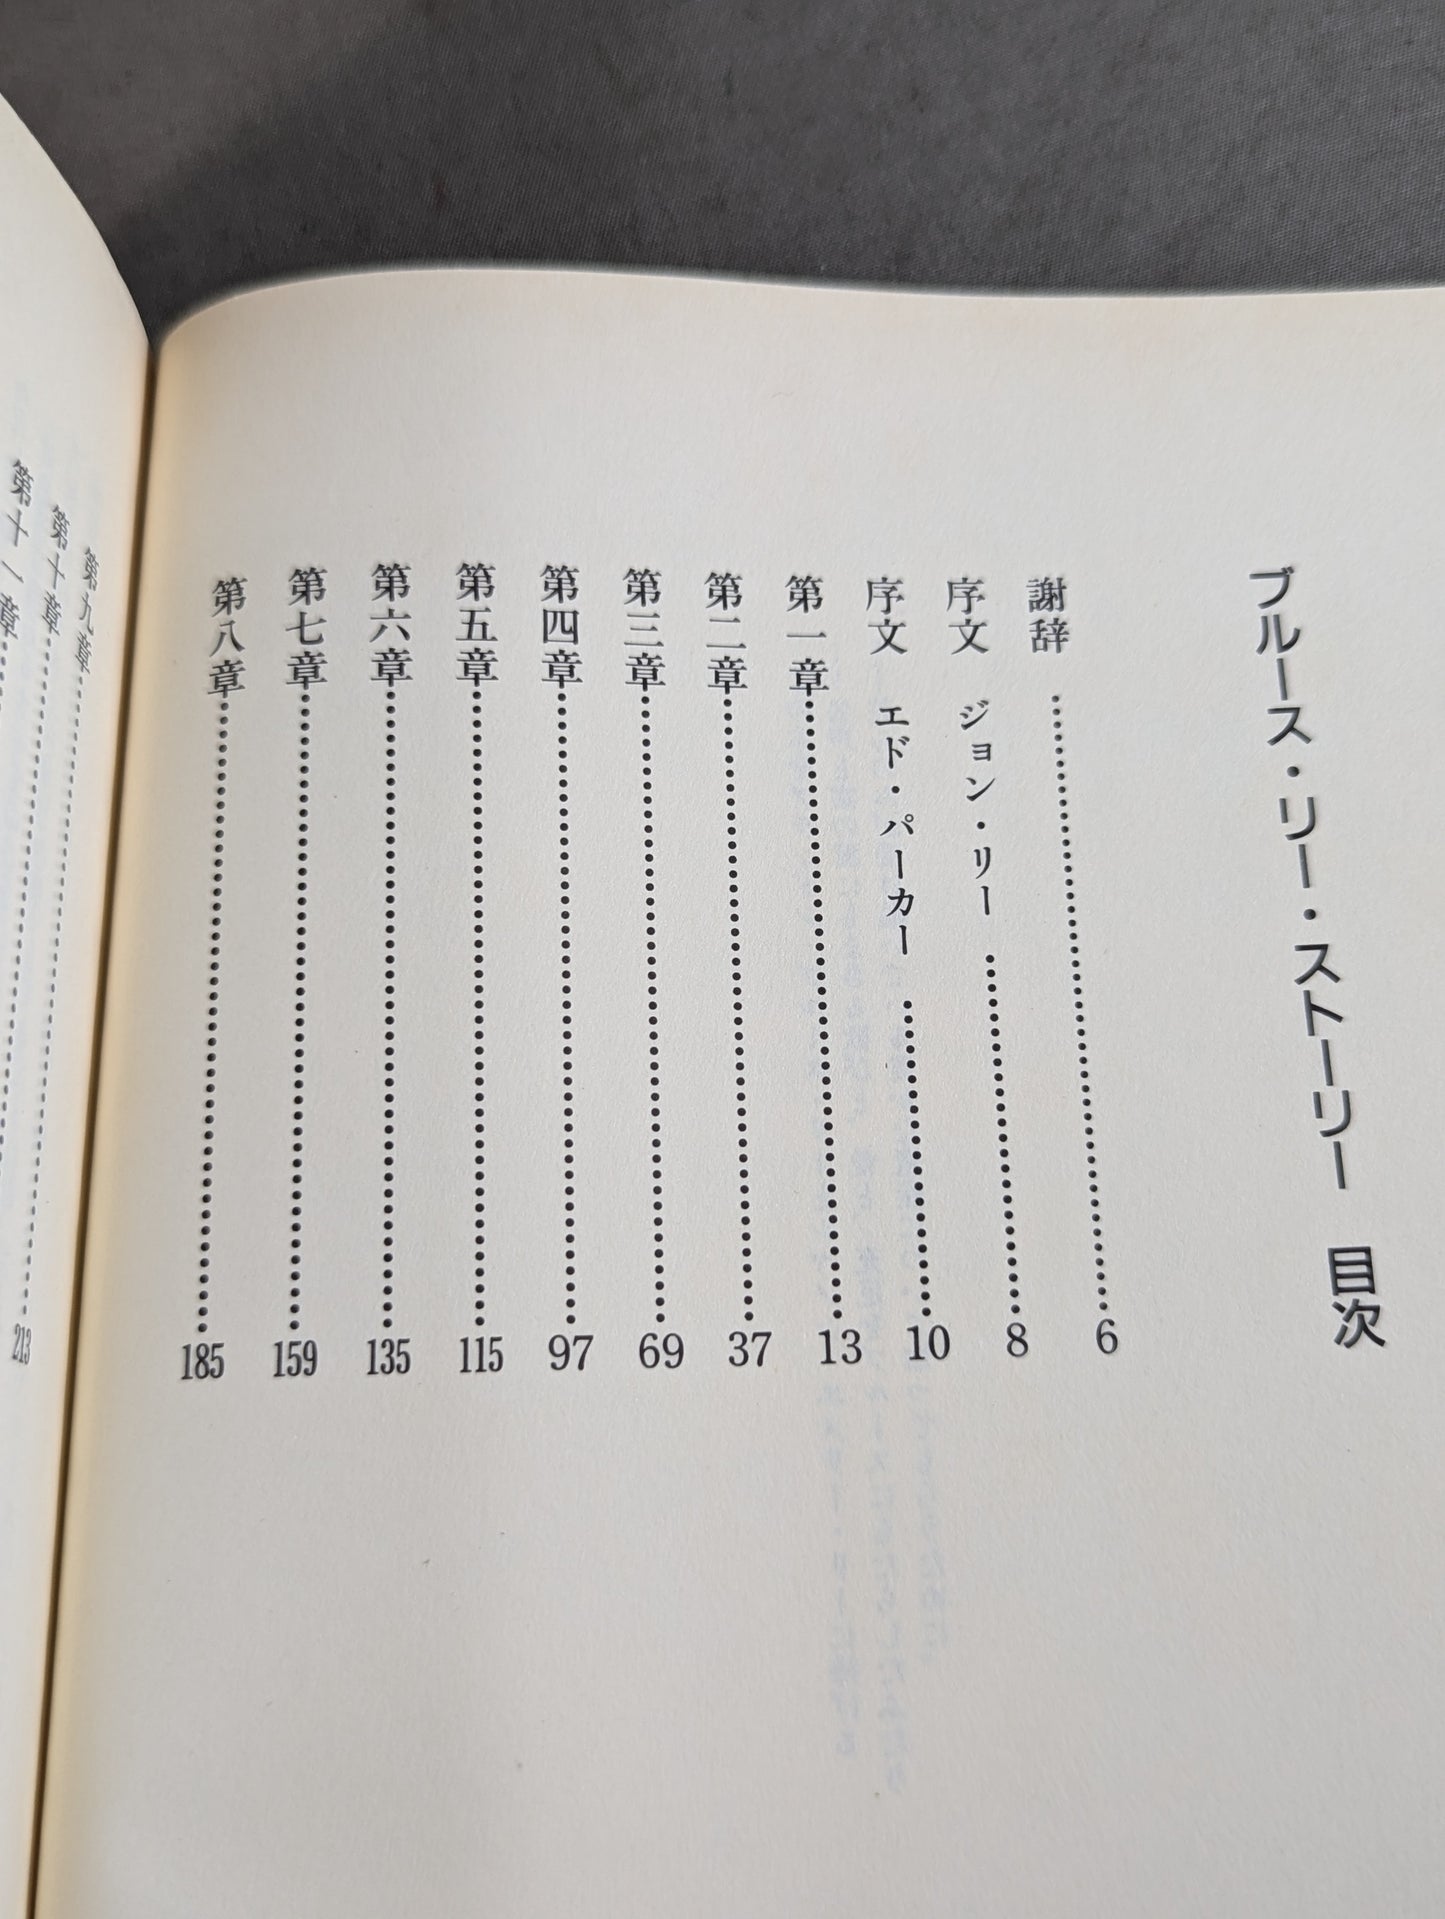 ブルース・リー・ストーリー　目次
謝辞…………6
序文　ジョン・リー…………8
序文　エド・パーカー…………10
第一章…………13
第二章…………37
第三章…………69
第四章…………97
第五章…………115
第六章…………135
第七章…………159
第八章…………185
第九章…………213
第十章…………
第十一章…………